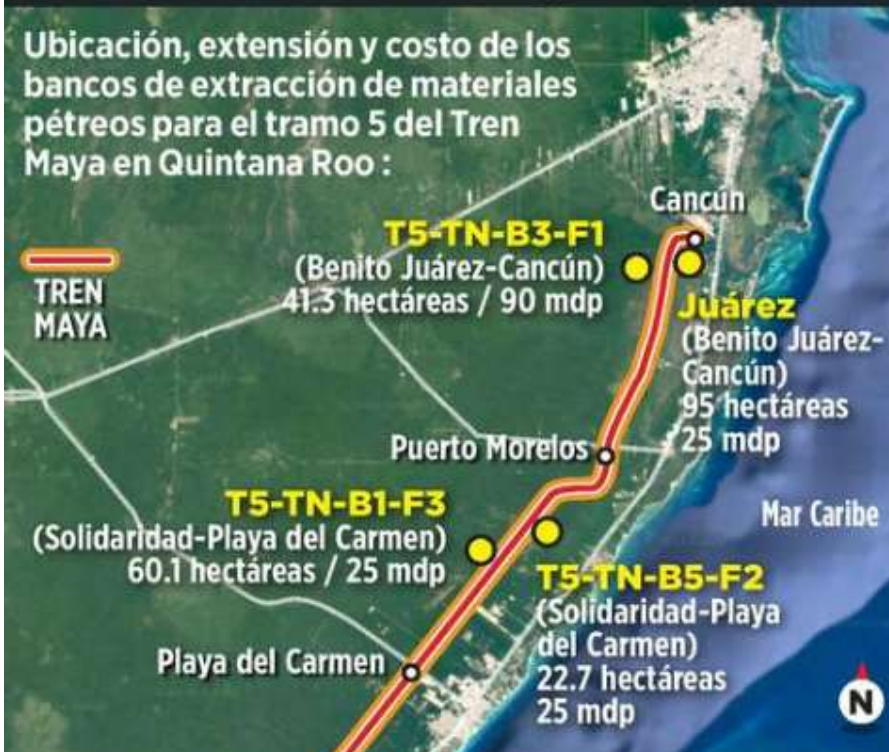 Ubicación, extensión y costo de los
bancos de extracción de materiales
pétreos para el tramo 5 del Tren
Maya en Quintana Roo :
TREN
MAYA
Cancún
T5-TN-B3-F1
(Benito Juárez-Cancún)
41.3 hectáreas / 90 mdp
Juárez
(Benito Juárez-
Cancún)
95 hectáreas
25 mdp
Puerto Morelos
Mar Caribe
T5-TN-B1-F3
(Solidaridad-Playa del Carmen)
60.1 hectáreas / 25 mdp
T5-TN-B5-F2
(Solidaridad-Playa
del Carmen)
22.7 hectáreas
25 mdp
Playa del Carmen
N